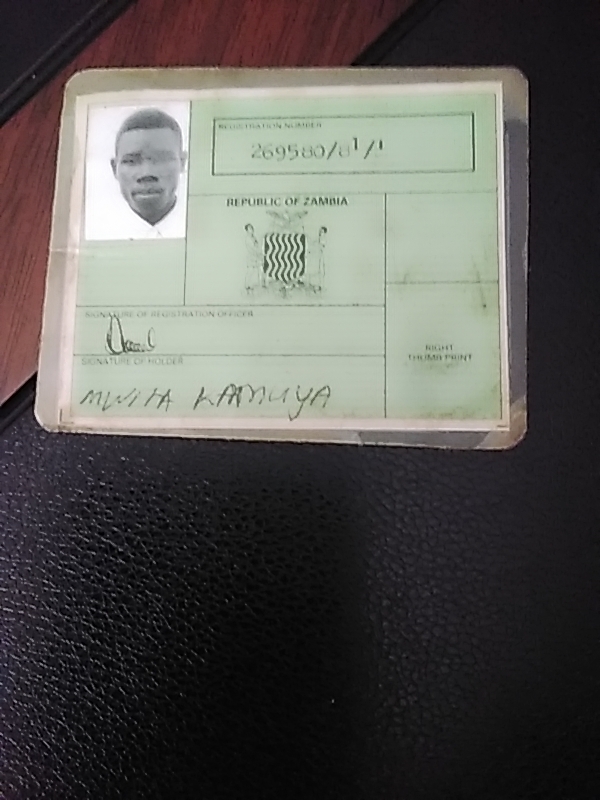 REGISTRATION NUMBER
269580/61/1
REPUBLIC OF ZAMBIA
SIGNATURE OF REGISTRATION OFFICER
SIGNATURE OF HOLDER
RIGHT
THUMB PRINT
MWITA KAMUYA